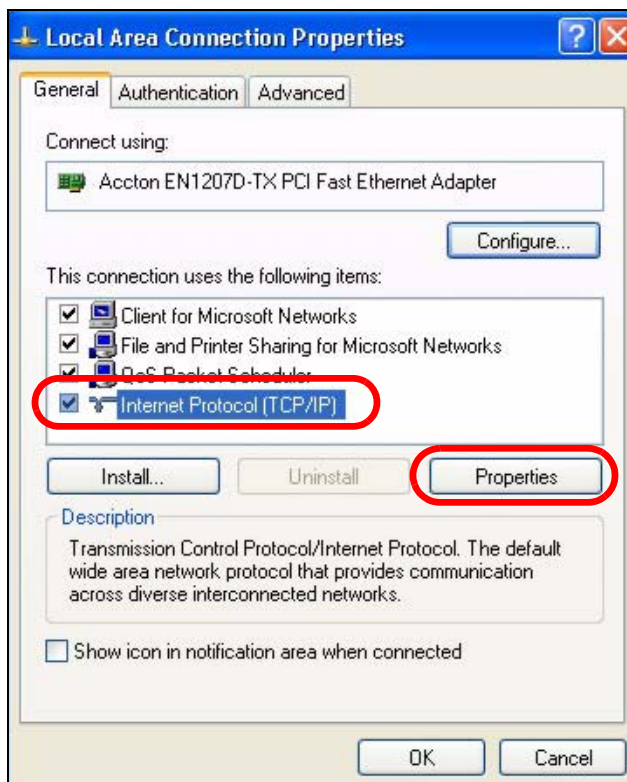 Local Area Connection Properties
General
Authentication
Advanced
Connect using:
Accton EN1207D-TX PCI Fast Ethernet Adapter
Configure...
This connection uses the following items:
Client for Microsoft Networks
File and Printer Sharing for Microsoft Networks
QoS Packet Scheduler
Internet Protocol (TCP/IP)
Install...
Uninstall
Properties
Description
Transmission Control Protocol/Internet Protocol. The default
wide area network protocol that provides communication
across diverse interconnected networks.
Show icon in notification area when connected
OK
Cancel